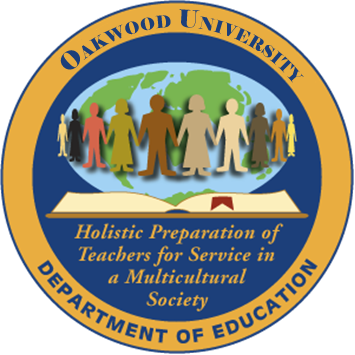 OAKWOOD UNIVERSITY
Holistic Preparation of
Teachers for Service in
a Multicultural
Society
DEPARTMENT OF EDUCATION